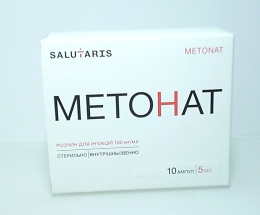 SALUTARIS METONAT
МЕТОНАТ
РОЗЧИН ДЛЯ ІН'ЄКЦІЙ 100 МГ/МЛ
СТЕРИЛЬНО | ВНУТРІШНЬОВЕННО
10 АМПУЛ | 5 МЛ